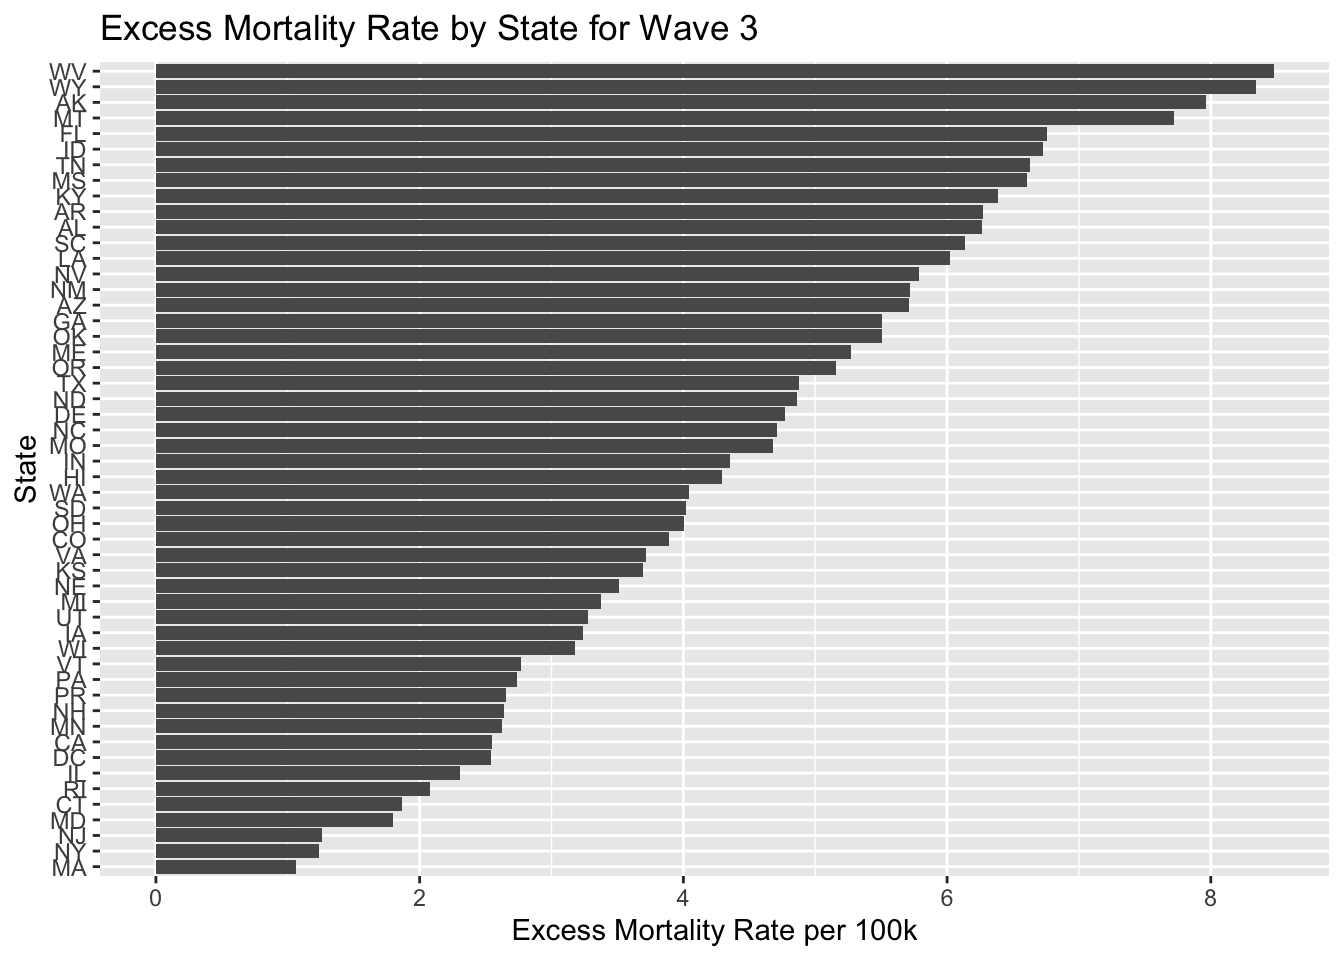 Excess Mortality Rate by State for Wave 3
WV
WY
AK
MT
FL
ID
TN
MS
KY
AR
AL
SC
LA
NV
NM
AZ
GA
OK
ME
OR
TX
ND
DE
NC
MO
IN
HI
WA
SD
OH
CO
VA
KS
NE
MI
UT
IA
WI
VT
PA
PR
NH
MN
CA
DC
IL
RI
CT
MD
NJ
NY
MA
State
0 2 4 6 8
Excess Mortality Rate per 100k